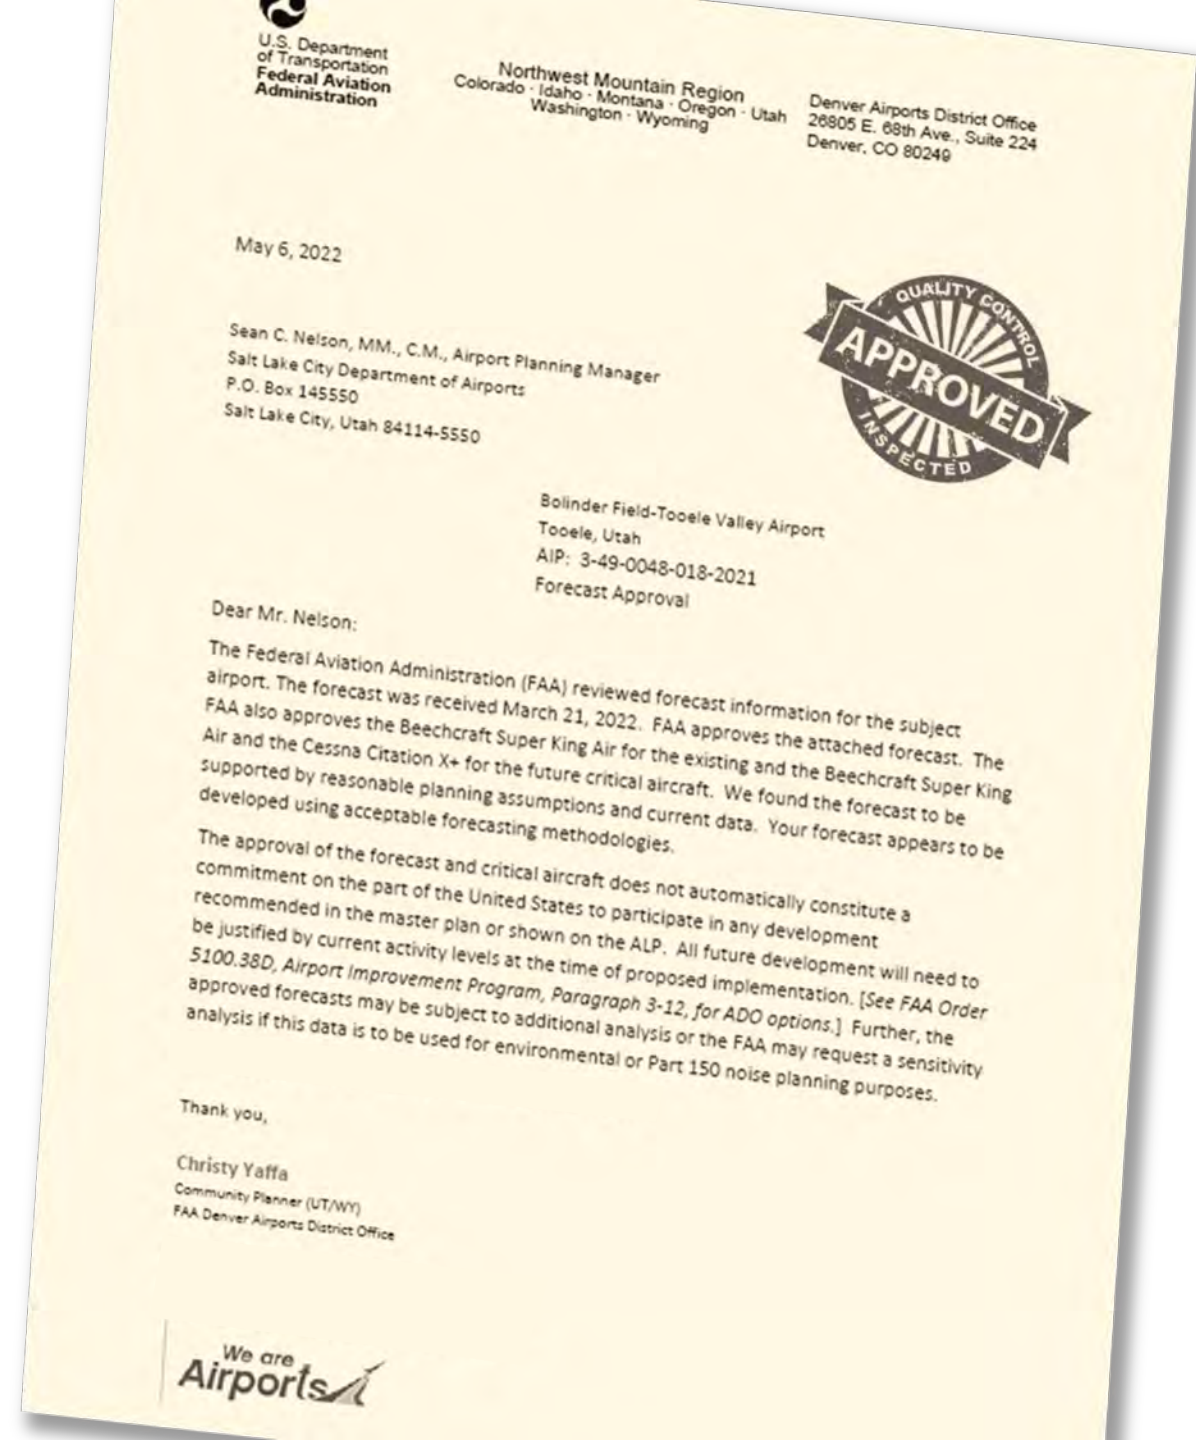 U.S. Department
of Transportation
Federal Aviation
Administration
Northwest Mountain Region
Colorado · Idaho · Montana · Oregon · Utah
Washington · Wyoming
Denver Airports District Office
26805 E. 68th Ave., Suite 224
Denver, CO 80249
May 6, 2022
QUALITY CONTROL
APPROVED
INSPECTED
Sean C. Nelson, MM., C.M., Airport Planning Manager
Salt Lake City Department of Airports
P.O. Box 145550
Salt Lake City, Utah 84114-5550
Bolinder Field-Tooele Valley Airport
Tooele, Utah
AIP: 3-49-0048-018-2021
Forecast Approval
Dear Mr. Nelson:
The Federal Aviation Administration (FAA) reviewed forecast information for the subject
airport. The forecast was received March 21, 2022. FAA approves the attached forecast. The
FAA also approves the Beechcraft Super King Air for the existing and the Beechcraft Super King
Air and the Cessna Citation X+ for the future critical aircraft. We found the forecast to be
supported by reasonable planning assumptions and current data. Your forecast appears to be
developed using acceptable forecasting methodologies.
The approval of the forecast and critical aircraft does not automatically constitute a
commitment on the part of the United States to participate in any development
recommended in the master plan or shown on the ALP. All future development will need to
be justified by current activity levels at the time of proposed implementation. [See FAA Order
5100.38D, Airport Improvement Program, Paragraph 3-12, for ADO options.] Further, the
approved forecasts may be subject to additional analysis or the FAA may request a sensitivity
analysis if this data is to be used for environmental or Part 150 noise planning purposes.
Thank you,
Christy Yaffa
Community Planner (UT/WY)
FAA Denver Airports District Office
We are
Airports